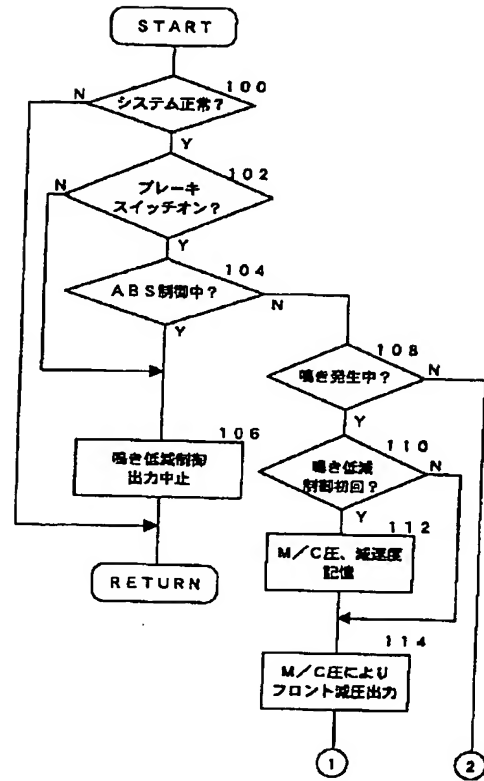 START
100
システム正常？
N
Y
102
ブレーキ
スイッチオン？
N
Y
104
ABS制御中？
N
Y
106
鳴き低減制御
出力中止
RETURN
108
鳴き発生中？
N
Y
110
鳴き低減
制御初回？
N
Y
112
M／C圧、減速度
記憶
114
M／C圧により
フロント減圧出力
1
2